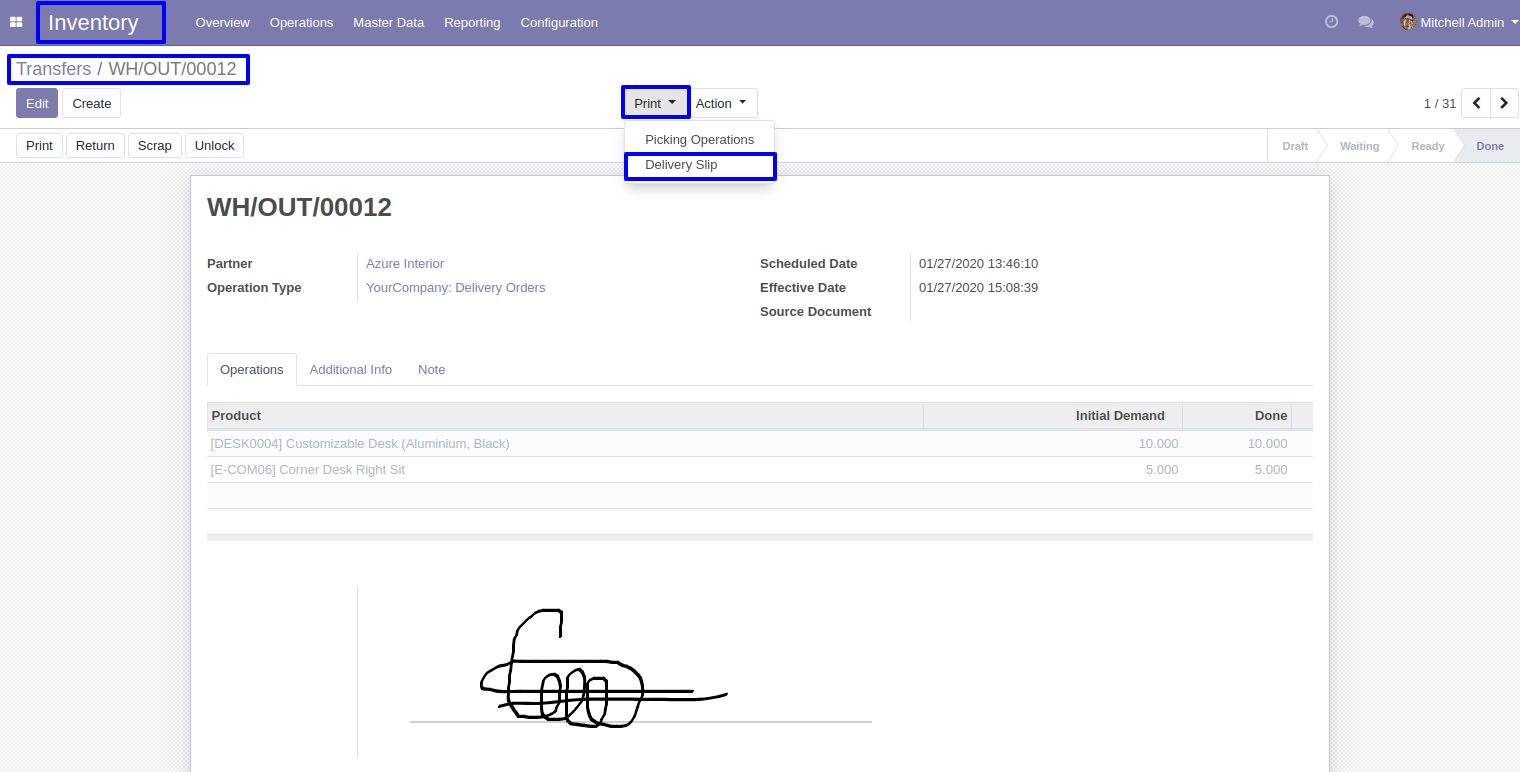 Inventory Overview Operations Master Data Reporting Configuration Mitchell Admin
Transfers / WH/OUT/00012
Edit Create Print Action 1 / 31
Picking Operations
Delivery Slip
Print Return Scrap Unlock Draft Waiting Ready Done
WH/OUT/00012
Partner Azure Interior Scheduled Date 01/27/2020 13:46:10
Operation Type YourCompany: Delivery Orders Effective Date 01/27/2020 15:08:39
Source Document
Operations Additional Info Note
Product Initial Demand Done
[DESK0004] Customizable Desk (Aluminium, Black) 10.000 10.000
[E-COM06] Corner Desk Right Sit 5.000 5.000